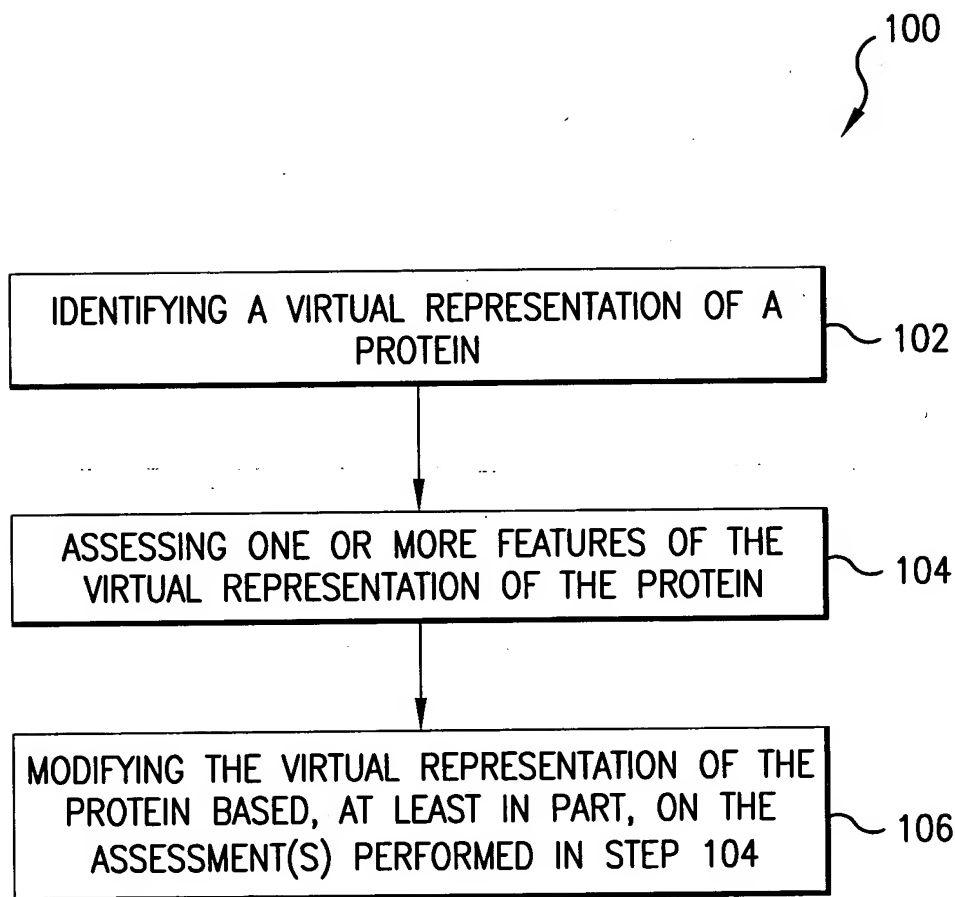 100
IDENTIFYING A VIRTUAL REPRESENTATION OF A
PROTEIN
102
ASSESSING ONE OR MORE FEATURES OF THE
VIRTUAL REPRESENTATION OF THE PROTEIN
104
MODIFYING THE VIRTUAL REPRESENTATION OF THE
PROTEIN BASED, AT LEAST IN PART, ON THE
ASSESSMENT(S) PERFORMED IN STEP 104
106